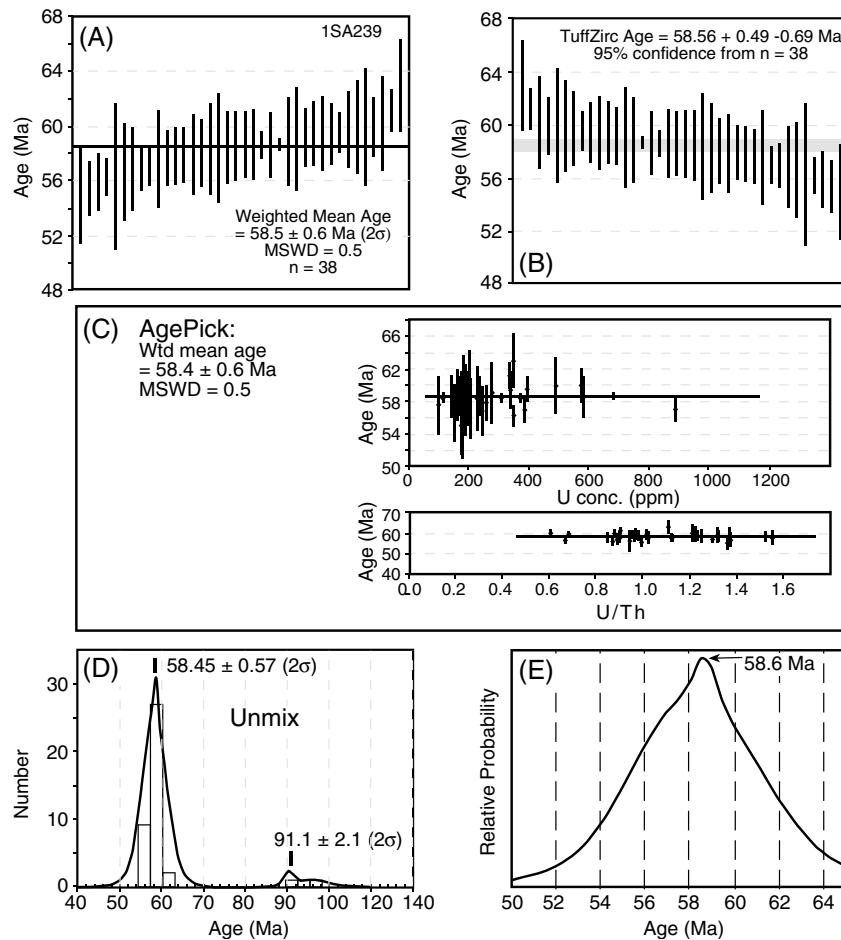 (A)
1SA239
68
64
60
56
52
48
Age (Ma)
Weighted Mean Age
= 58.5 ± 0.6 Ma (2σ)
MSWD = 0.5
n = 38
68
64
60
56
52
48
Age (Ma)
TuffZirc Age = 58.56 + 0.49 -0.69 Ma
95% confidence from n = 38
(B)
(C)
AgePick:
Wtd mean age
= 58.4 ± 0.6 Ma
MSWD = 0.5
66
62
58
54
50
Age (Ma)
200 400 600 800 1000 1200
U conc. (ppm)
70
60
50
40
Age (Ma)
0.0 0.2 0.4 0.6 0.8 1.0 1.2 1.4 1.6
U/Th
(D)
58.45 ± 0.57 (2σ)
Unmix
91.1 ± 2.1 (2σ)
30
20
10
0
Number
40 60 80 100 120 140
Age (Ma)
(E)
58.6 Ma
Relative Probability
50 52 54 56 58 60 62 64
Age (Ma)